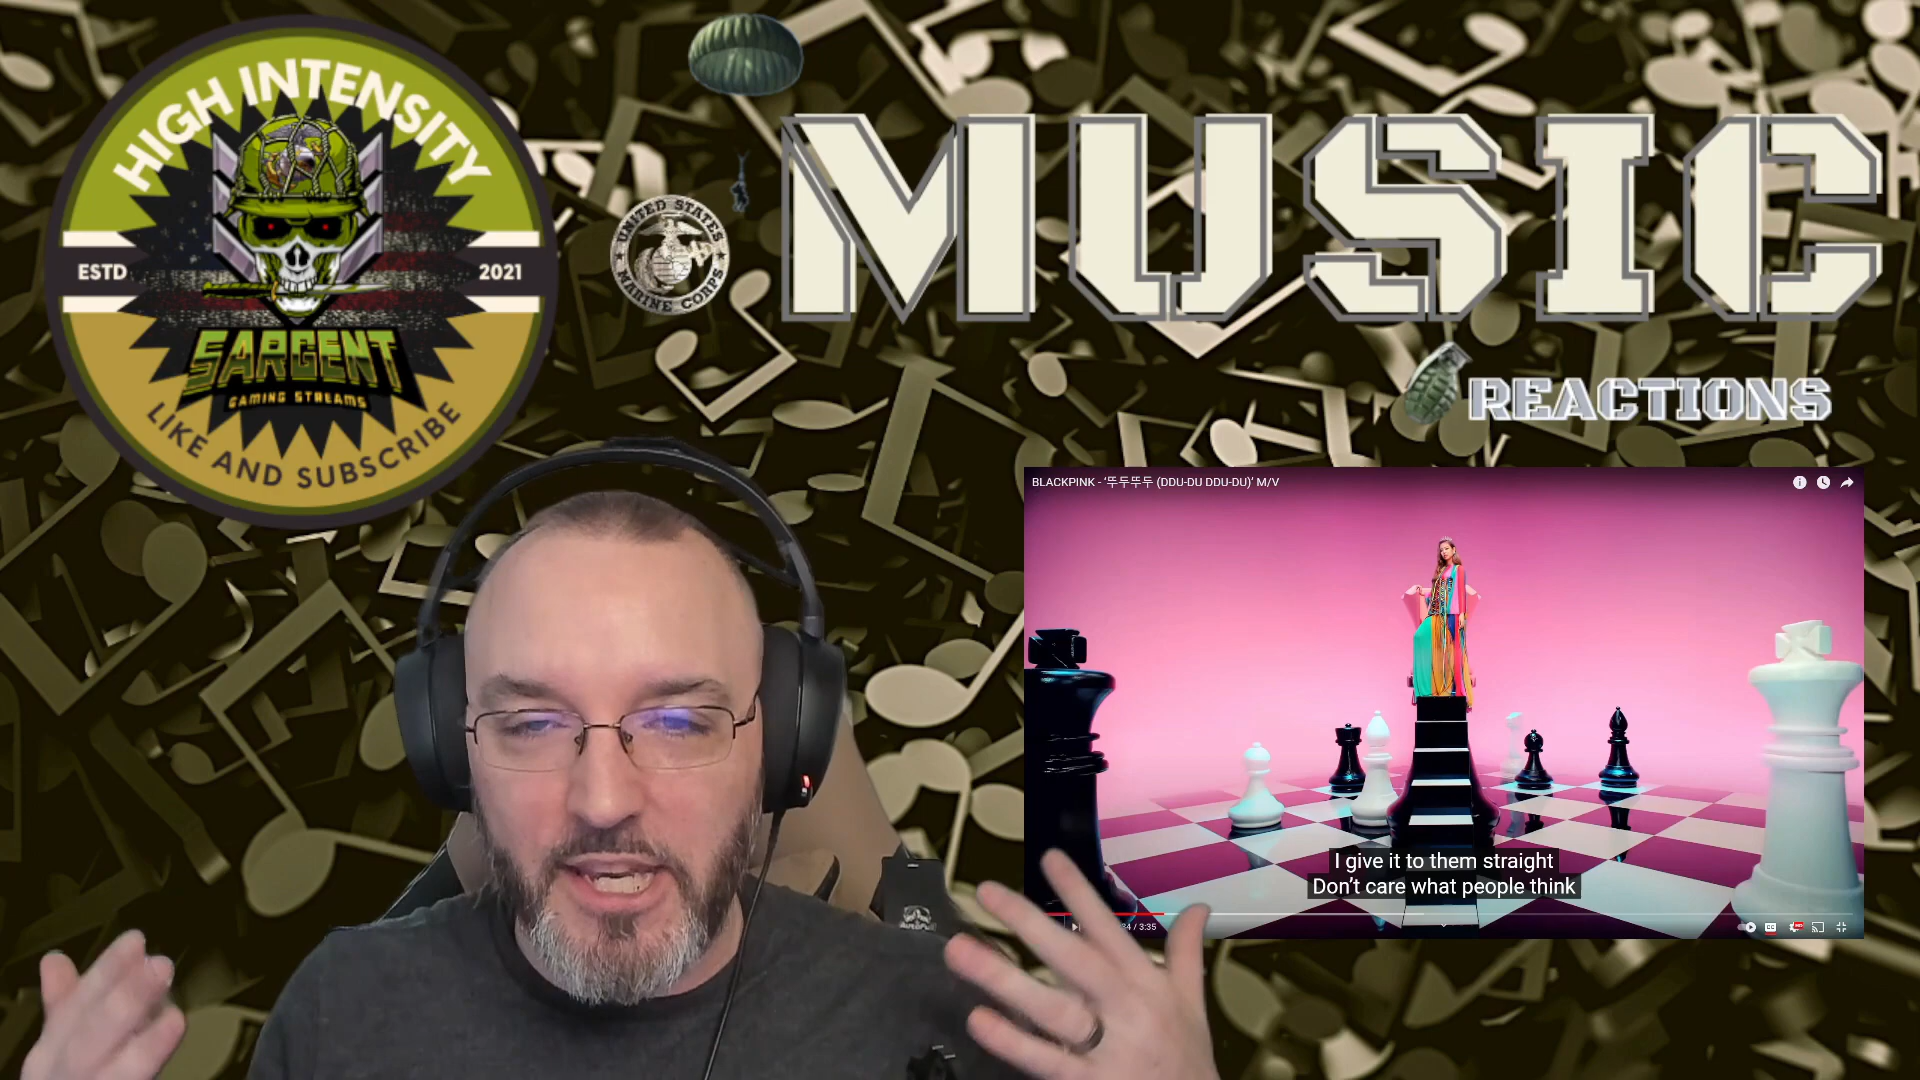 HIGH INTENSITY
ESTD
2021
SARGENT
GAMING STREAMS
LIKE AND SUBSCRIBE
UNITED STATES
MARINE CORPS
MUSIC
REACTIONS
BLACKPINK - '뚜두뚜두 (DDU-DU DDU-DU)' M/V
I give it to them straight
Don't care what people think
/ 3:35